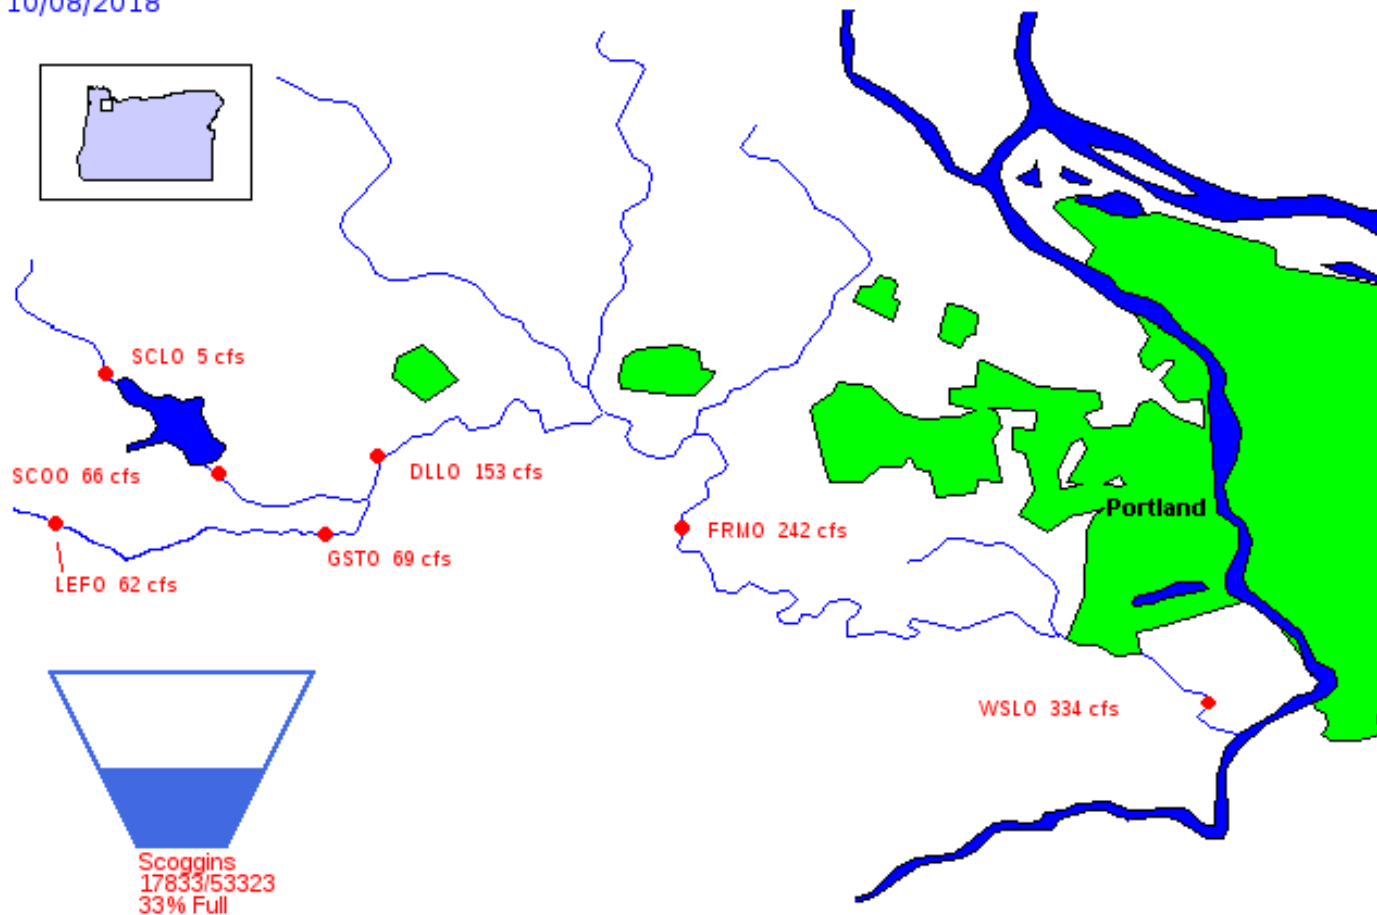 10/08/2018
SCLO 5 cfs
SCOO 66 cfs
DLLO 153 cfs
Portland
FRMO 242 cfs
GSTO 69 cfs
LEFO 62 cfs
WSLO 334 cfs
Scoggins
17833/53323
33% Full